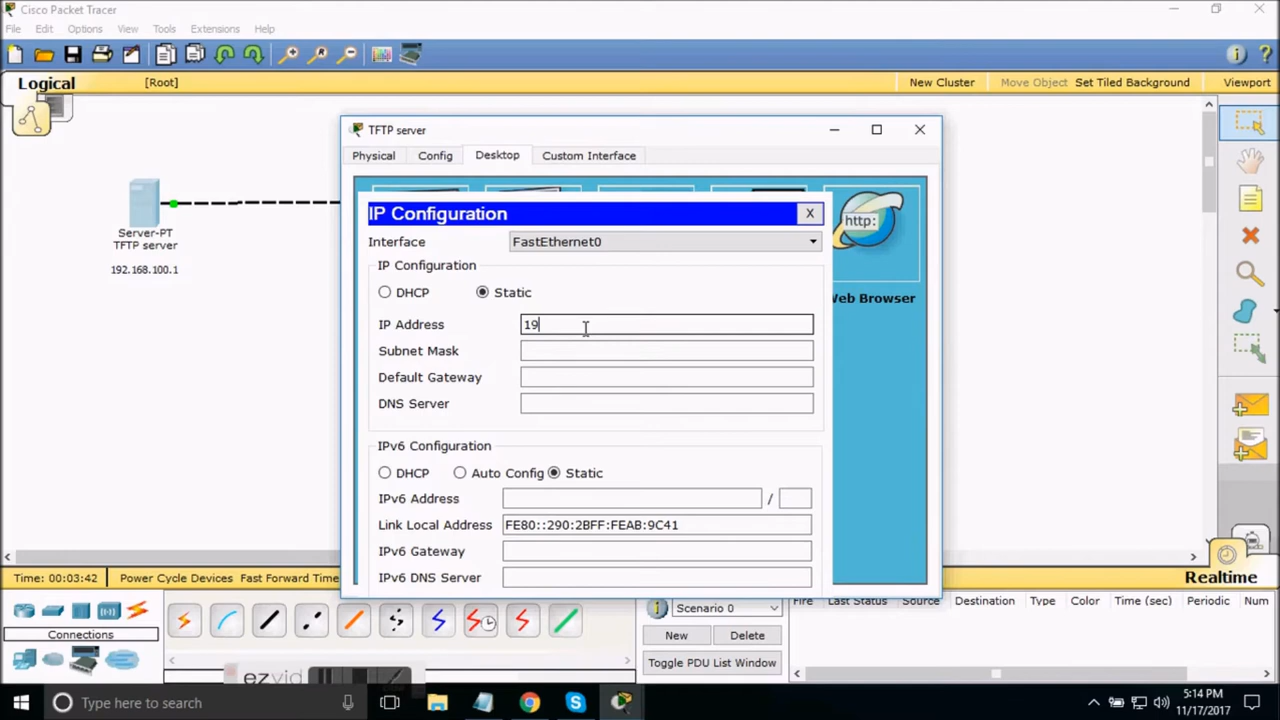 Cisco Packet Tracer
File Edit Options View Tools Extensions Help
Logical [Root] New Cluster Move Object Set Tiled Background Viewport
TFTP server
Physical Config Desktop Custom Interface
http:
Web Browser
IP Configuration X
Interface FastEthernet0
IP Configuration
DHCP Static
IP Address 19
Subnet Mask
Default Gateway
DNS Server
IPv6 Configuration
DHCP Auto Config Static
IPv6 Address /
Link Local Address FE80::290:2BFF:FEAB:9C41
IPv6 Gateway
IPv6 DNS Server
Server-PT
TFTP server
192.168.100.1
Time: 00:03:42 Power Cycle Devices Fast Forward Time
Realtime
Connections
Scenario 0
New Delete
Toggle PDU List Window
Fire Last Status Source Destination Type Color Time (sec) Periodic Num
ezvid
Type here to search
5:14 PM
11/17/2017